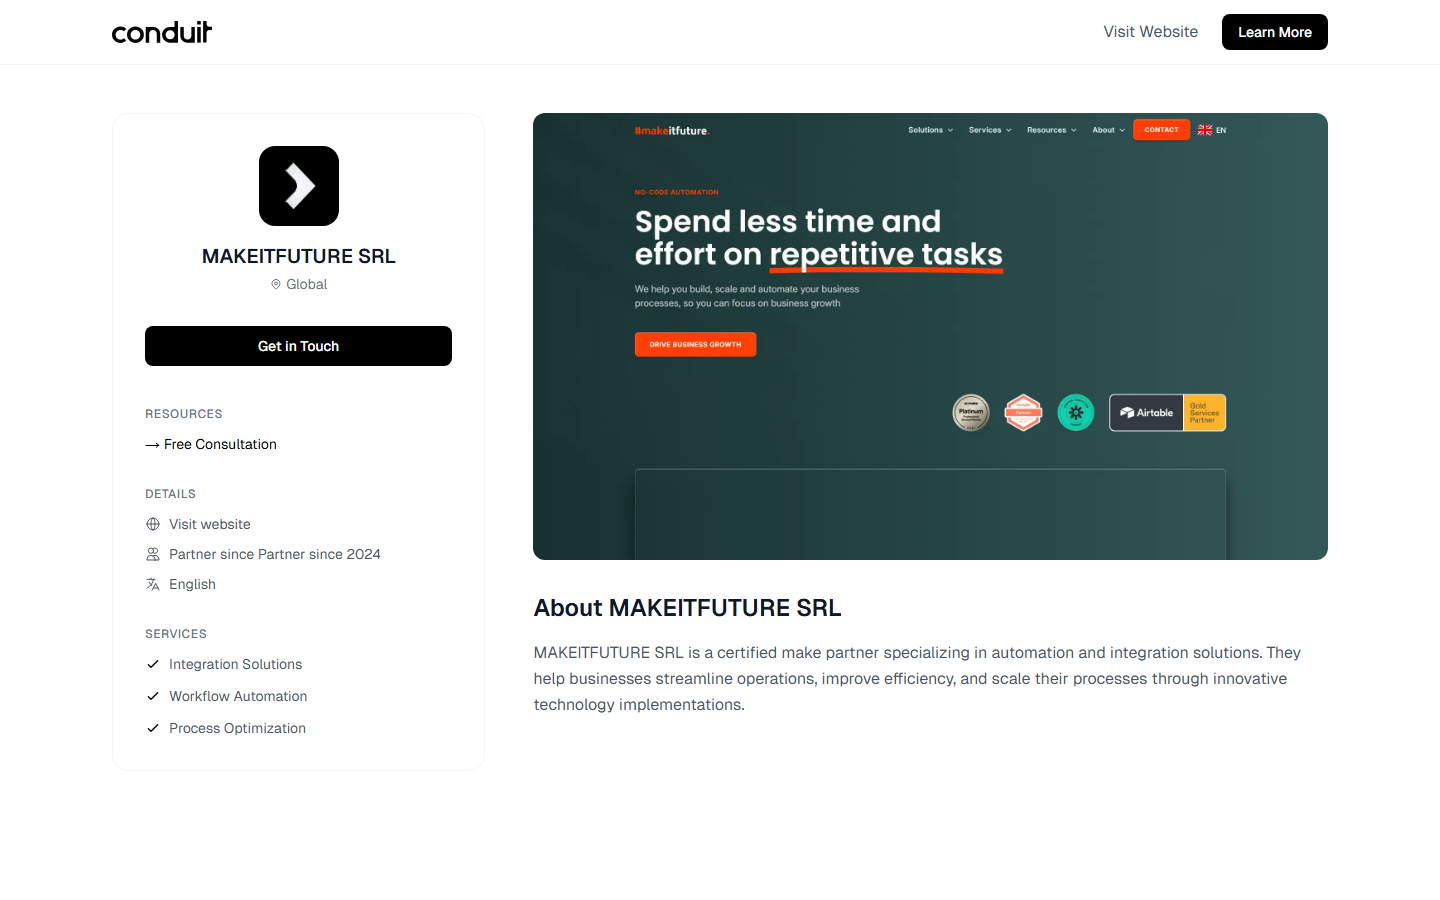 conduit
Visit Website
Learn More
MAKEITFUTURE SRL
Global
Get in Touch
RESOURCES
→ Free Consultation
DETAILS
Visit website
Partner since Partner since 2024
English
SERVICES
Integration Solutions
Workflow Automation
Process Optimization
#makeitfuture.
Solutions
Services
Resources
About
CONTACT
EN
NO-CODE AUTOMATION
Spend less time and
effort on repetitive tasks
We help you build, scale and automate your business
processes, so you can focus on business growth
DRIVE BUSINESS GROWTH
Platinum
Partner
Airtable
Gold
Services
Partner
About MAKEITFUTURE SRL
MAKEITFUTURE SRL is a certified make partner specializing in automation and integration solutions. They
help businesses streamline operations, improve efficiency, and scale their processes through innovative
technology implementations.